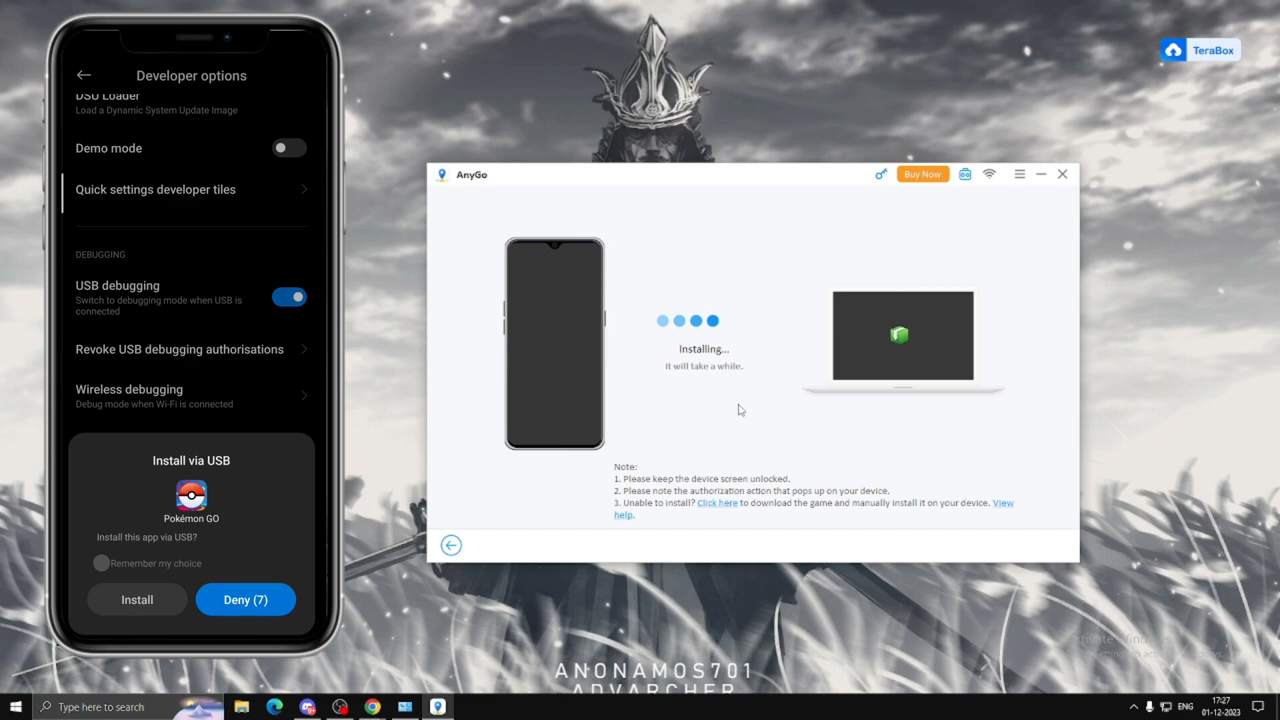 Developer options
DSU Loader
Load a Dynamic System Update Image
Demo mode
Quick settings developer tiles
DEBUGGING
USB debugging
Switch to debugging mode when USB is
connected
Revoke USB debugging authorisations
Wireless debugging
Debug mode when Wi-Fi is connected
Install via USB
Pokémon GO
Install this app via USB?
Remember my choice
Install
Deny (7)
TeraBox
AnyGo
Buy Now
Installing...
It will take a while.
Note:
1. Please keep the device screen unlocked.
2. Please note the authorization action that pops up on your device.
3. Unable to install? Click here to download the game and manually install it on your device. View
help.
ANONAMOS701
ADVARCHER
Type here to search
ENG
17:27
01-12-2023